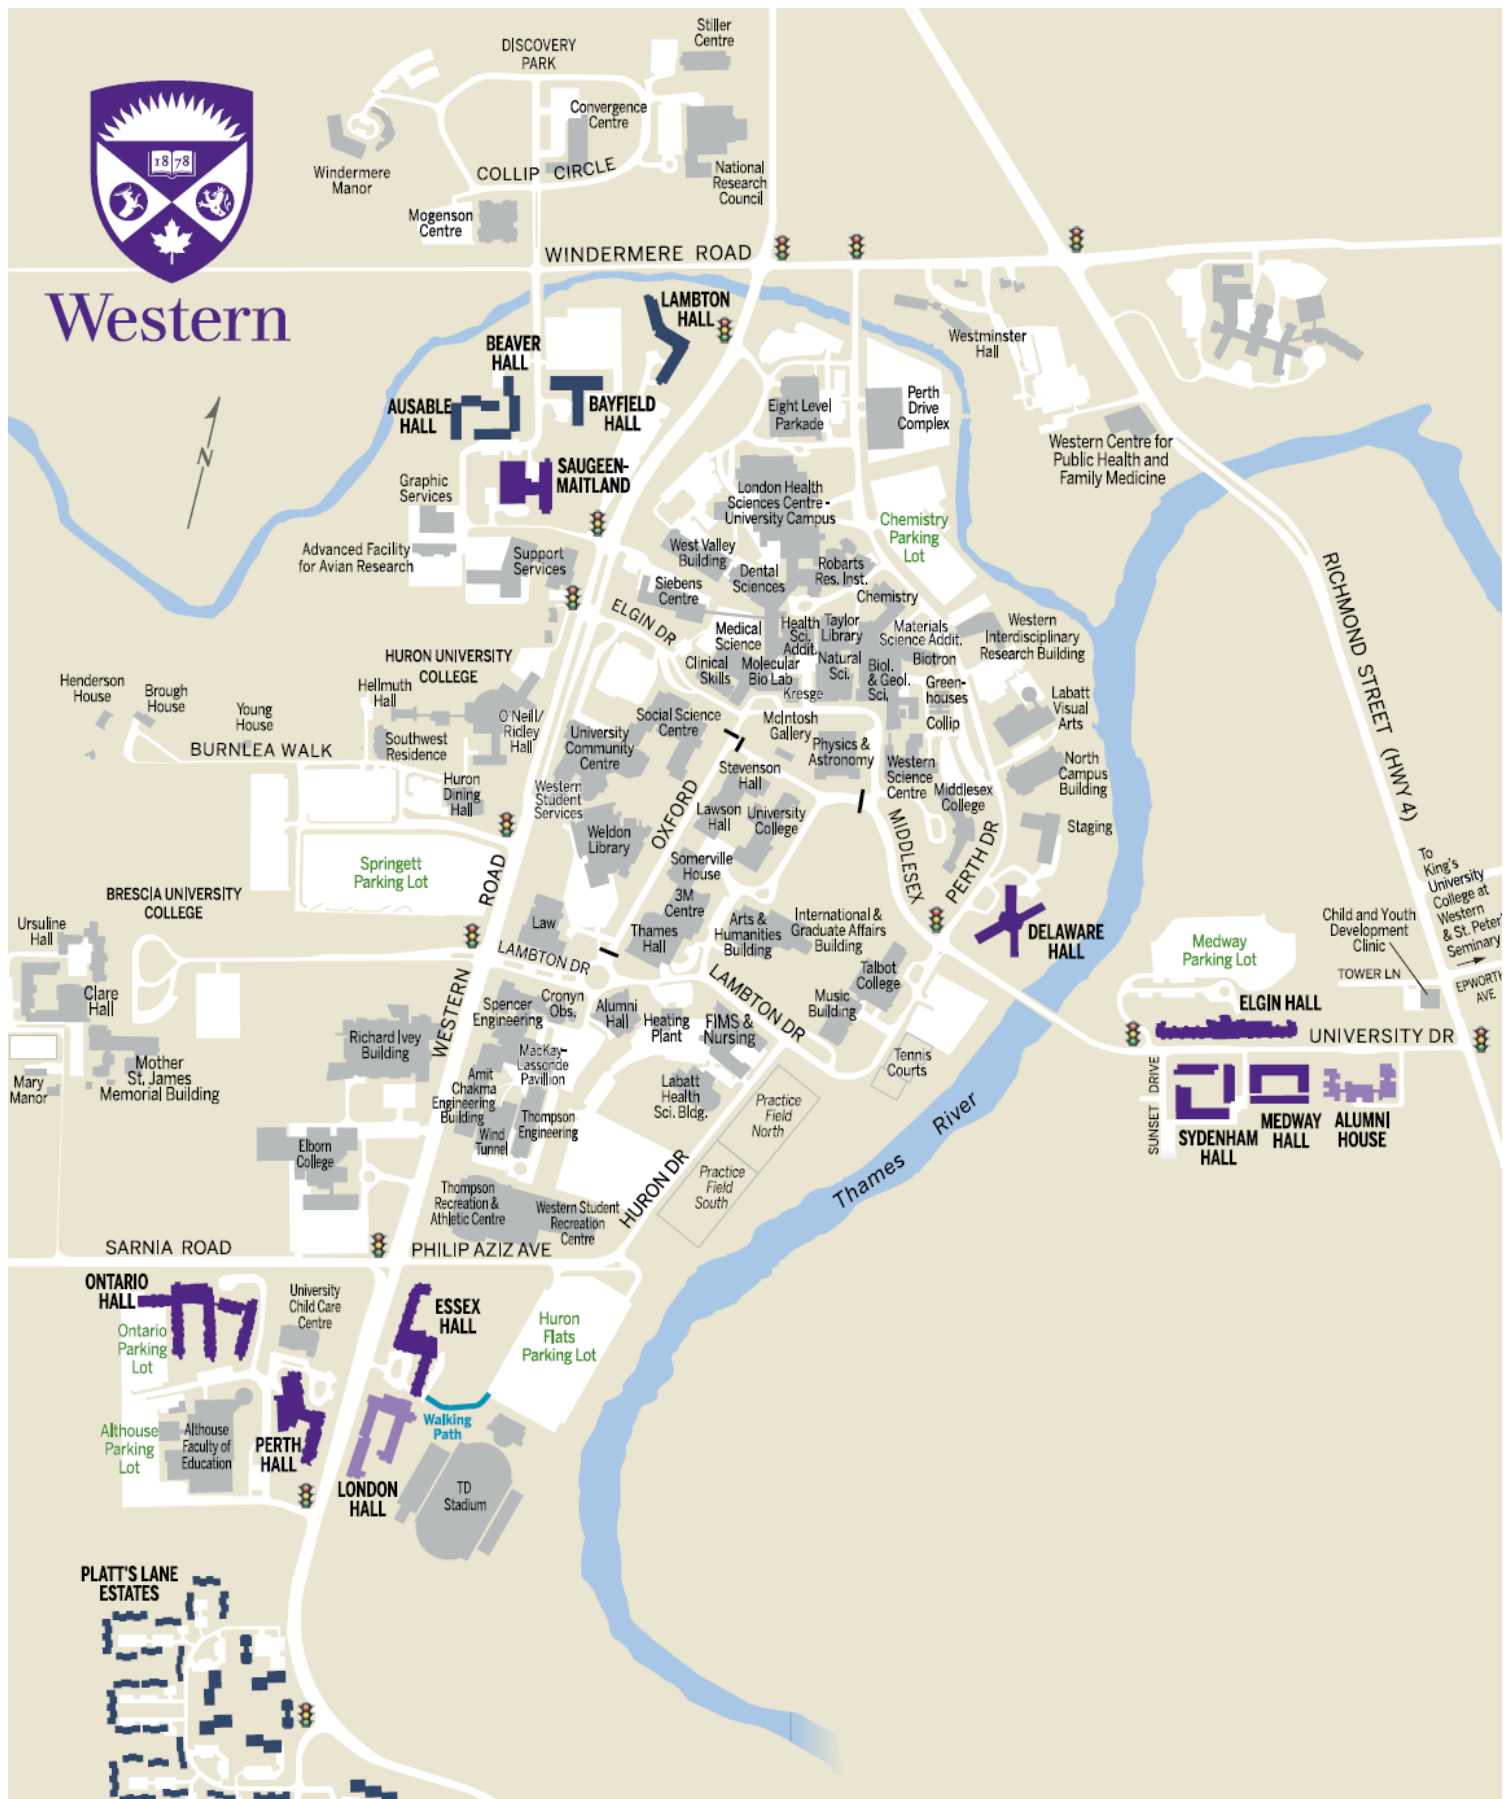 Stiller
Centre
DISCOVERY
PARK
Convergence
Centre
Windermere
Manor
COLLIP CIRCLE
National
Research
Council
Mogenson
Centre
18 78
Western
WINDERMERE ROAD
LAMBTON
HALL
BEAVER
HALL
Westminster
Hall
AUSABLE
HALL
BAYFIELD
HALL
Eight Level
Parkade
Perth
Drive
Complex
Western Centre for
Public Health and
Family Medicine
N
SAUGEEN-
MAITLAND
Graphic
Services
London Health
Sciences Centre -
University Campus
Chemistry
Parking
Lot
Advanced Facility
for Avian Research
Support
Services
West Valley
Building
Dental
Sciences
Robarts
Res. Inst.
Siebens
Centre
Chemistry
ELGIN DR
RICHMOND STREET (HWY 4)
Medical
Science
Health
Sci.
Addit.
Taylor
Library
Materials
Science Addit.
Western
Interdisciplinary
Research Building
HURON UNIVERSITY
COLLEGE
Clinical
Skills
Molecular
Bio Lab
Kresge
Natural
Sci.
Biol.
& Geol.
Sci.
Biotron
Green-
houses
Henderson
House
Brough
House
Young
House
Hellmuth
Hall
Labatt
Visual
Arts
Collip
BURNLEA WALK
Southwest
Residence
O'Neill/
Ridley
Hall
University
Community
Centre
Social Science
Centre
McIntosh
Gallery
Physics &
Astronomy
Huron
Dining
Hall
Western
Student
Services
Stevenson
Hall
Western
Science
Centre
Middlesex
College
North
Campus
Building
OXFORD
Lawson
Hall
University
College
MIDDLESEX
PERTH DR
Staging
Weldon
Library
Springett
Parking Lot
Somerville
House
ROAD
BRESCIA UNIVERSITY
COLLEGE
To
King's
University
College at
Western
& St. Peter's
Seminary
Ursuline
Hall
Law
3M
Centre
Thames
Hall
Arts &
Humanities
Building
International &
Graduate Affairs
Building
DELAWARE
HALL
Medway
Parking Lot
Child and Youth
Development
Clinic
LAMBTON DR
TOWER LN
EPWORTH
AVE
Clare
Hall
WESTERN
Talbot
College
LAMBTON DR
Spencer
Engineering
Cronyn
Obs.
Alumni
Hall
Heating
Plant
FIMS &
Nursing
Music
Building
ELGIN HALL
UNIVERSITY DR
Richard Ivey
Building
Mother
St. James
Memorial Building
Mary
Manor
MacKay-
Lassonde
Pavillion
Tennis
Courts
Amit
Chakma
Engineering
Building
Labatt
Health
Sci. Bldg.
Practice
Field
North
SUNSET DRIVE
SYDENHAM
HALL
MEDWAY
HALL
ALUMNI
HOUSE
Thompson
Engineering
Wind
Tunnel
Thames River
Elborn
College
Practice
Field
South
HURON DR
Thompson
Recreation &
Athletic Centre
Western Student
Recreation
Centre
SARNIA ROAD
PHILIP AZIZ AVE
ONTARIO
HALL
Ontario
Parking
Lot
University
Child Care
Centre
ESSEX
HALL
Huron
Flats
Parking Lot
Althouse
Parking
Lot
Althouse
Faculty of
Education
PERTH
HALL
Walking
Path
LONDON
HALL
TD
Stadium
PLATT'S LANE
ESTATES